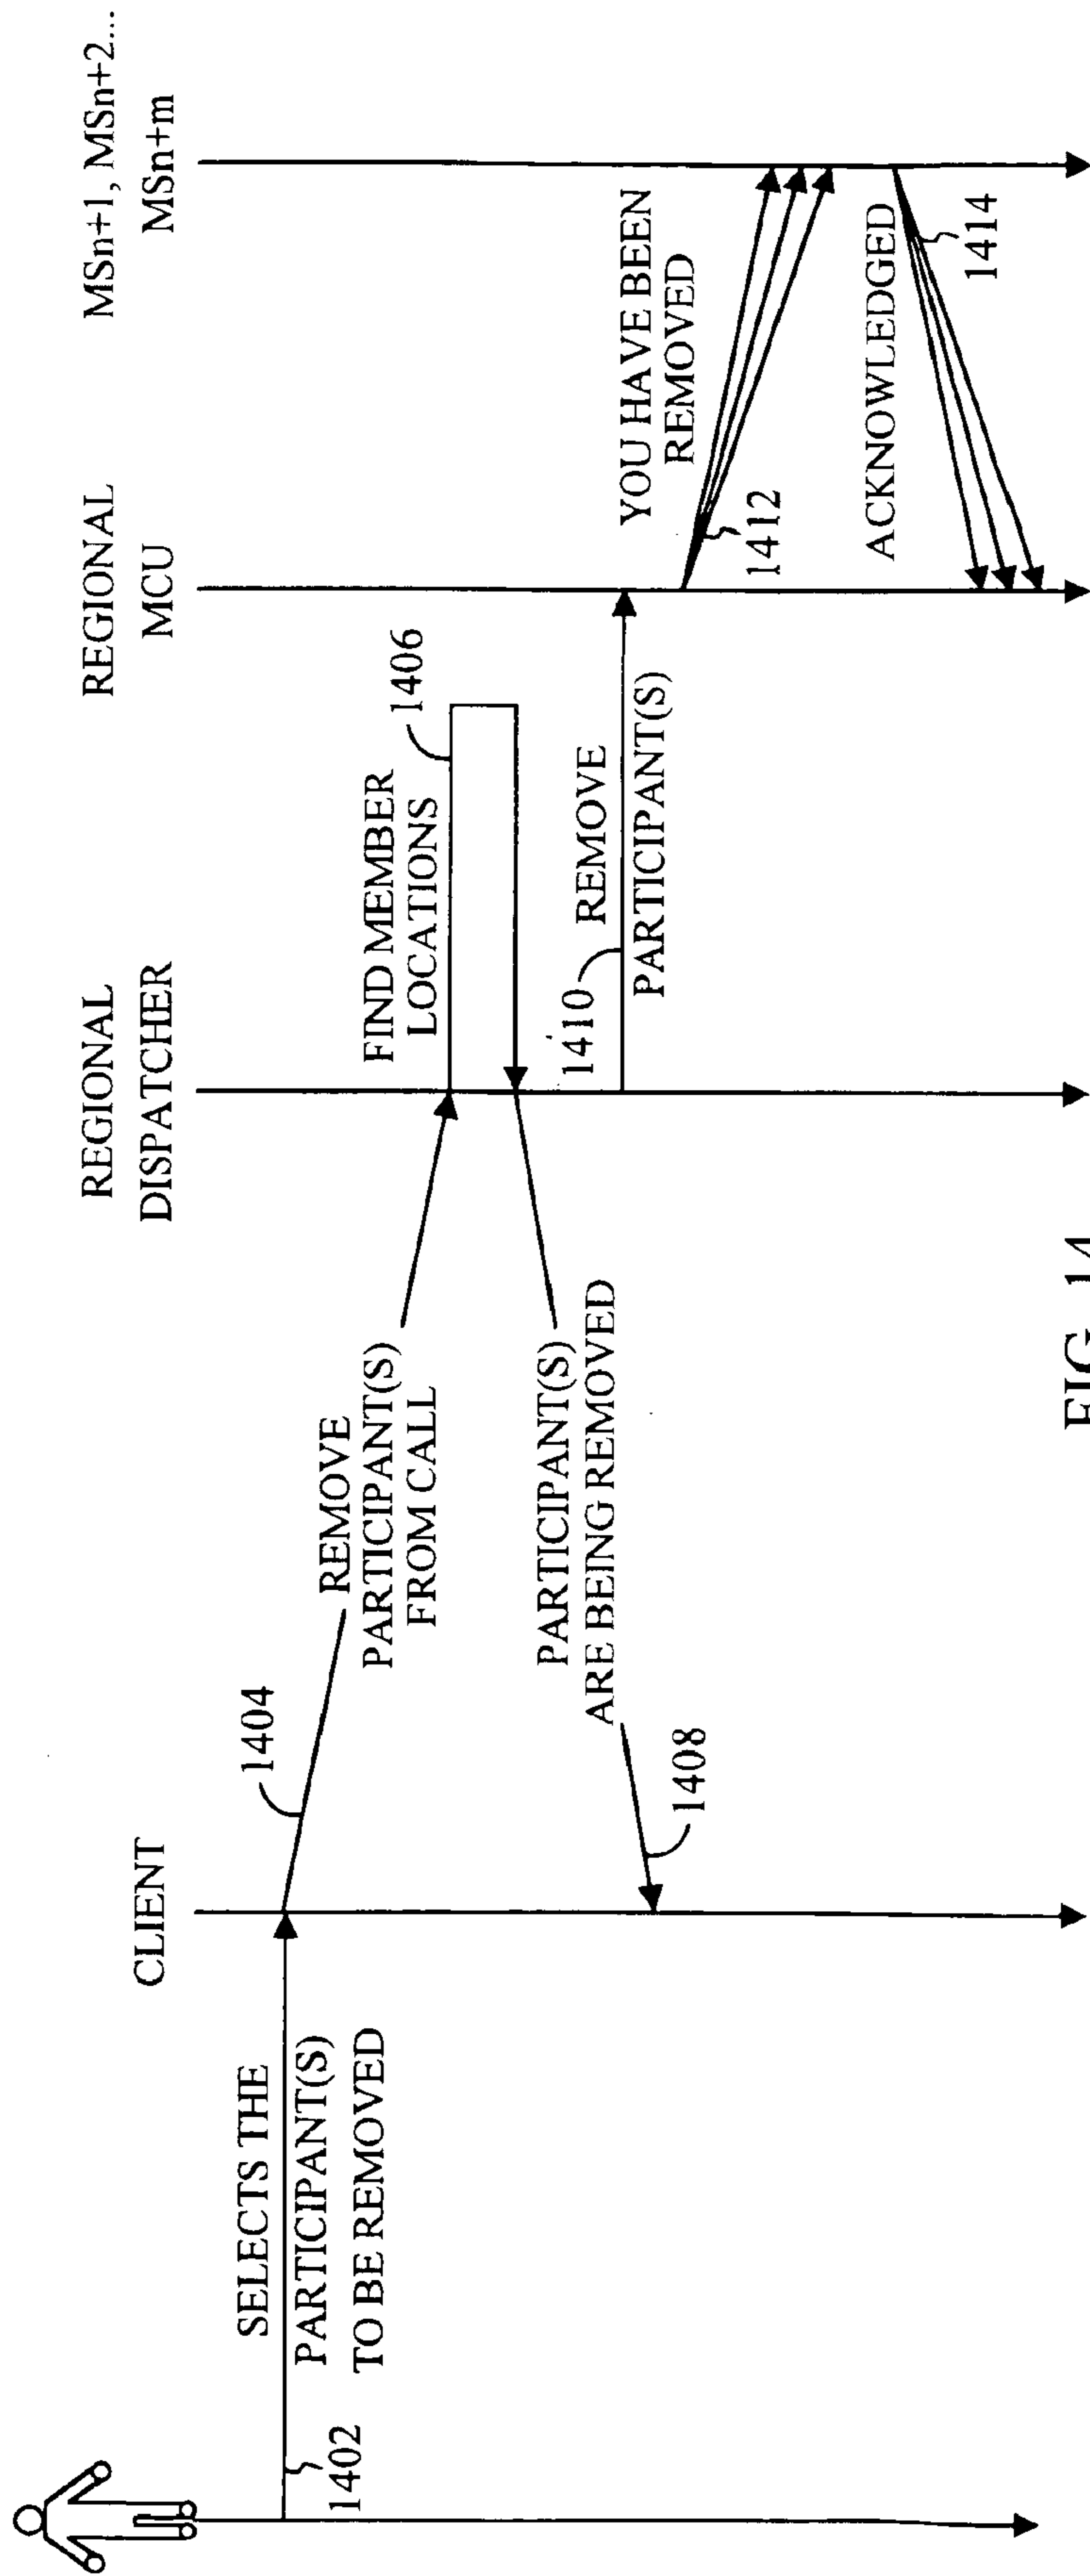 CLIENT
REGIONAL
DISPATCHER
REGIONAL
MCU
MSn+1, MSn+2...
MSn+m
SELECTS THE
PARTICIPANT(S)
TO BE REMOVED
1402
1404
REMOVE
PARTICIPANT(S)
FROM CALL
FIND MEMBER
LOCATIONS
1406
PARTICIPANT(S)
ARE BEING REMOVED
1408
1410
REMOVE
PARTICIPANT(S)
YOU HAVE BEEN
REMOVED
1412
ACKNOWLEDGED
1414
FIG. 14